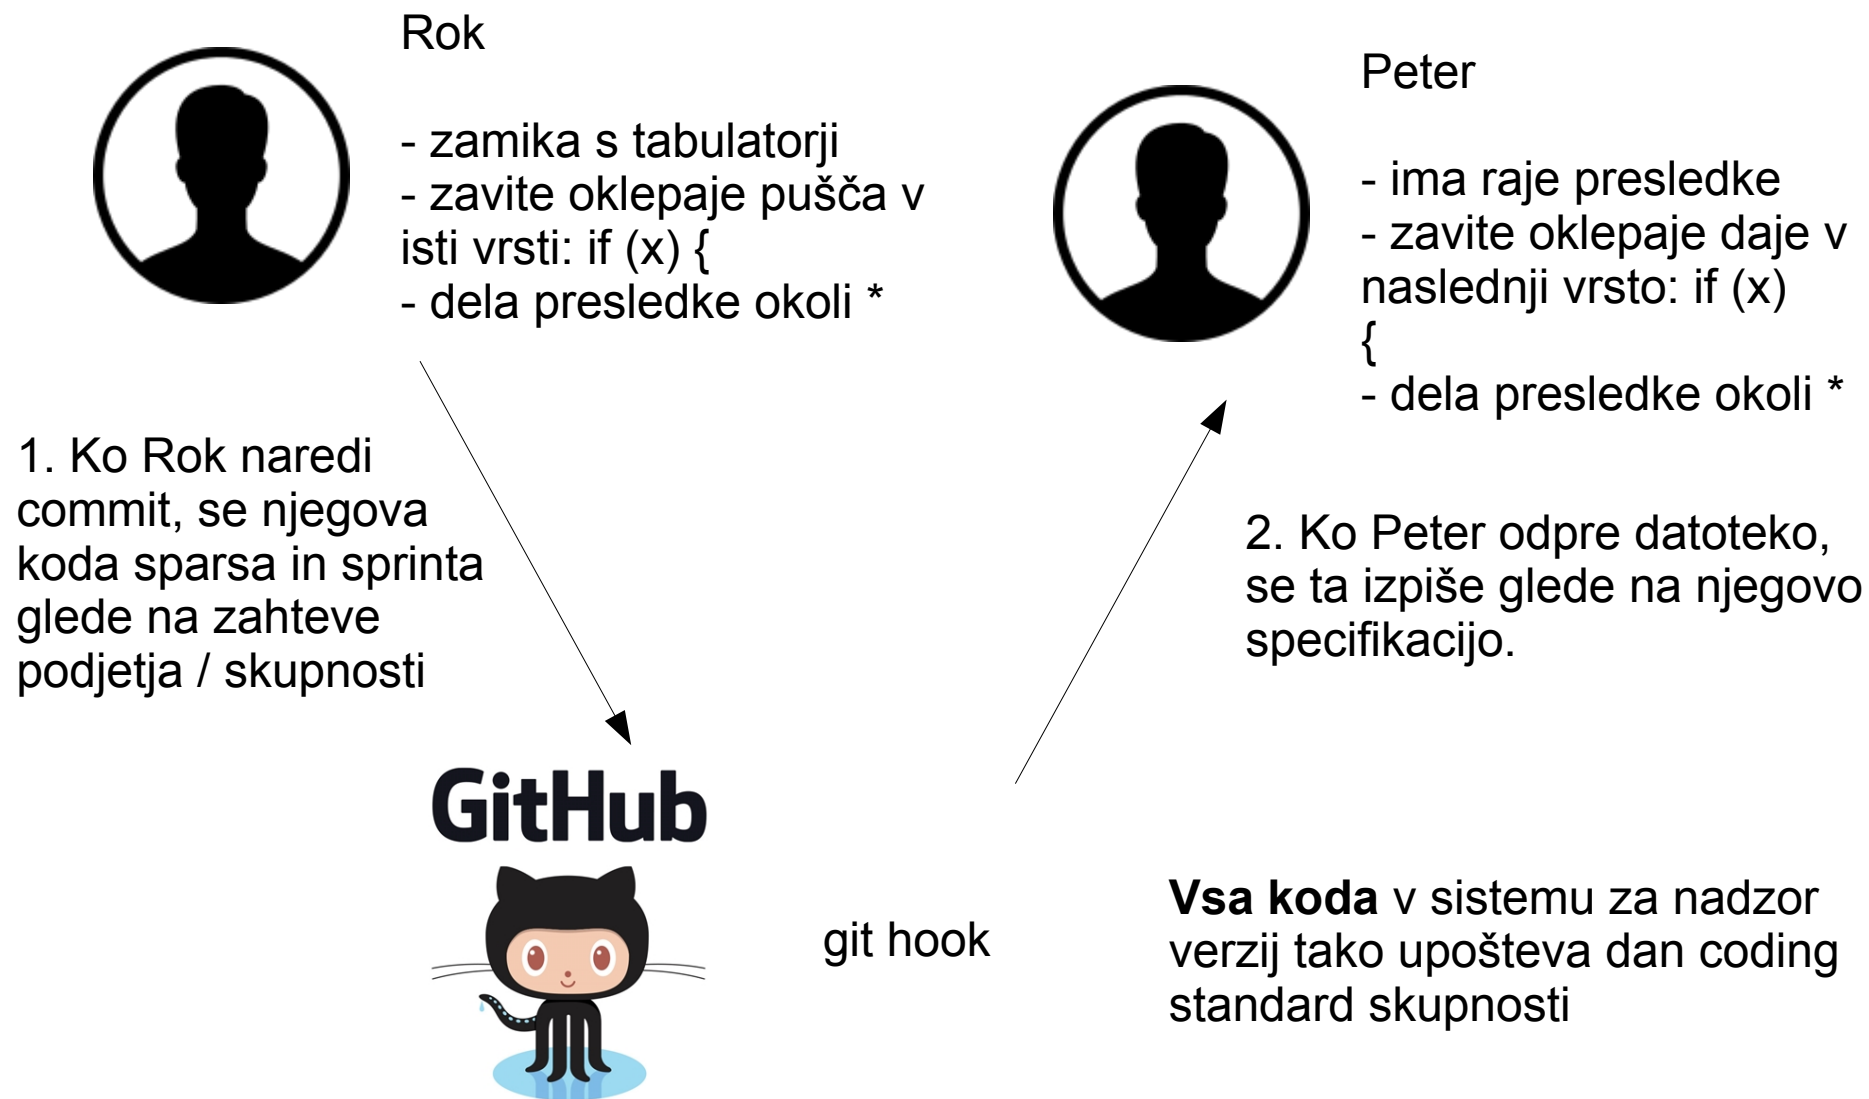 Rok
- zamika s tabulatorji
- zavite oklepaje pušča v
isti vrsti: if (x) {
- dela presledke okoli *
Peter
- ima raje presledke
- zavite oklepaje daje v
naslednji vrsto: if (x)
{
- dela presledke okoli *
1. Ko Rok naredi
commit, se njegova
koda sparsa in sprinta
glede na zahteve
podjetja / skupnosti
2. Ko Peter odpre datoteko,
se ta izpiše glede na njegovo
specifikacijo.
GitHub
git hook
Vsa koda v sistemu za nadzor
verzij tako upošteva dan coding
standard skupnosti